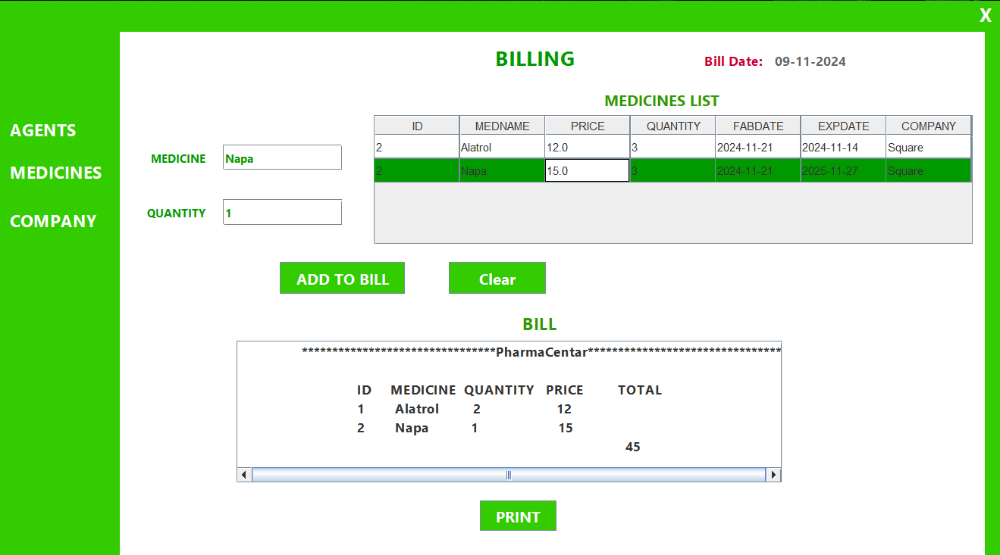 X
BILLING
Bill Date: 09-11-2024
MEDICINES LIST
AGENTS
MEDICINES
COMPANY
MEDICINE Napa
QUANTITY 1
ID MEDNAME PRICE QUANTITY FABDATE EXPDATE COMPANY
2 Alatrol 12.0 3 2024-11-21 2024-11-14 Square
2 Napa 15.0 3 2024-11-21 2025-11-27 Square
ADD TO BILL Clear
BILL
********************************PharmaCentar********************************
ID MEDICINE QUANTITY PRICE TOTAL
1 Alatrol 2 12
2 Napa 1 15
45
PRINT